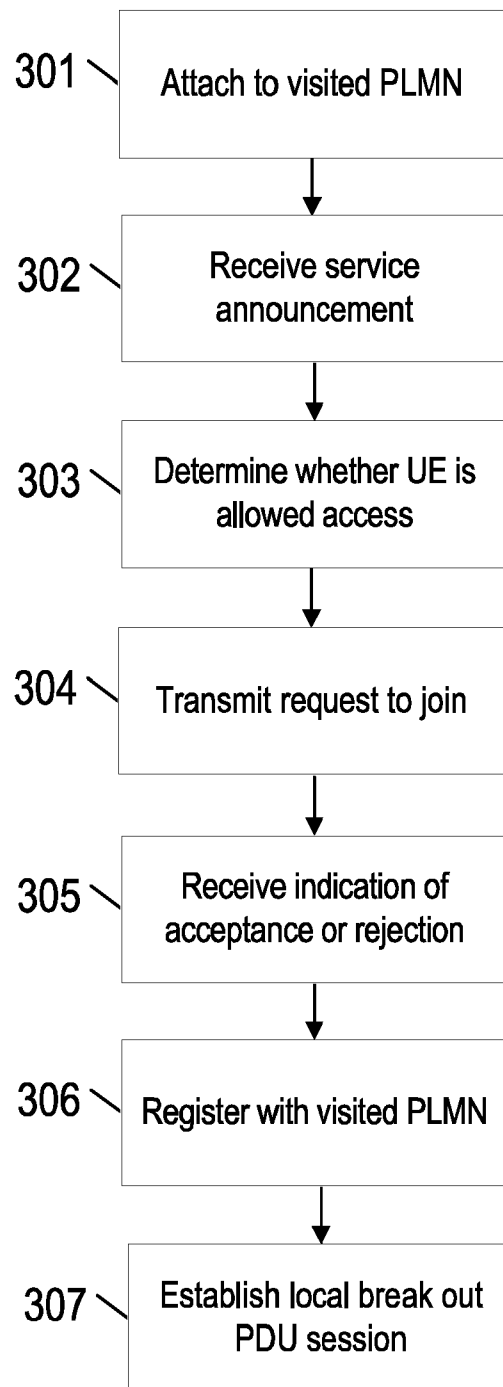 301
Attach to visited PLMN
302
Receive service
announcement
303
Determine whether UE is
allowed access
304
Transmit request to join
305
Receive indication of
acceptance or rejection
306
Register with visited PLMN
307
Establish local break out
PDU session